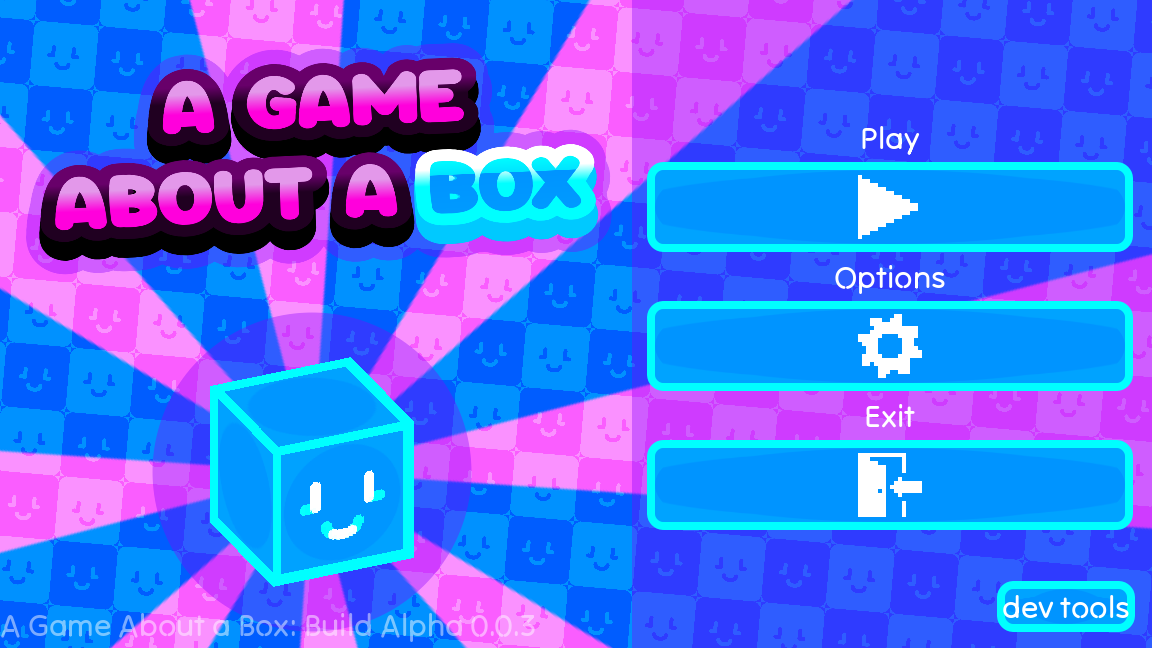 A GAME
ABOUT A BOX
Play
Options
Exit
dev tools
A Game About a Box: Build Alpha 0.0.3